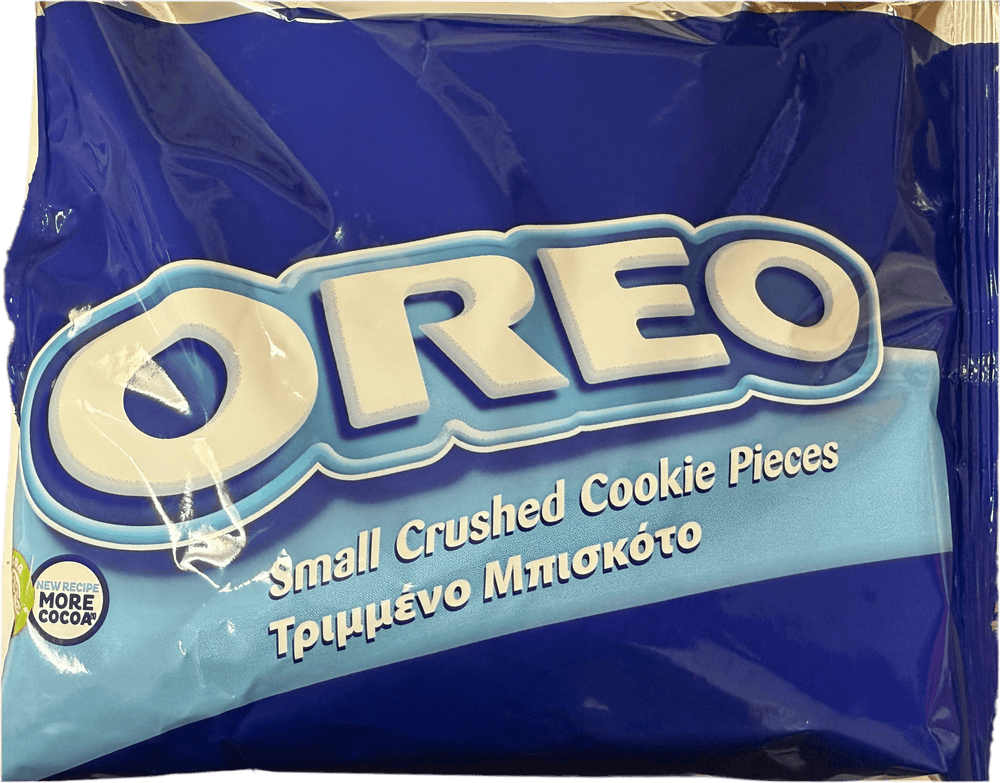 OREO
Small Crushed Cookie Pieces
Τριμμένο Μπισκότο
NEW RECIPE
MORE
COCOA